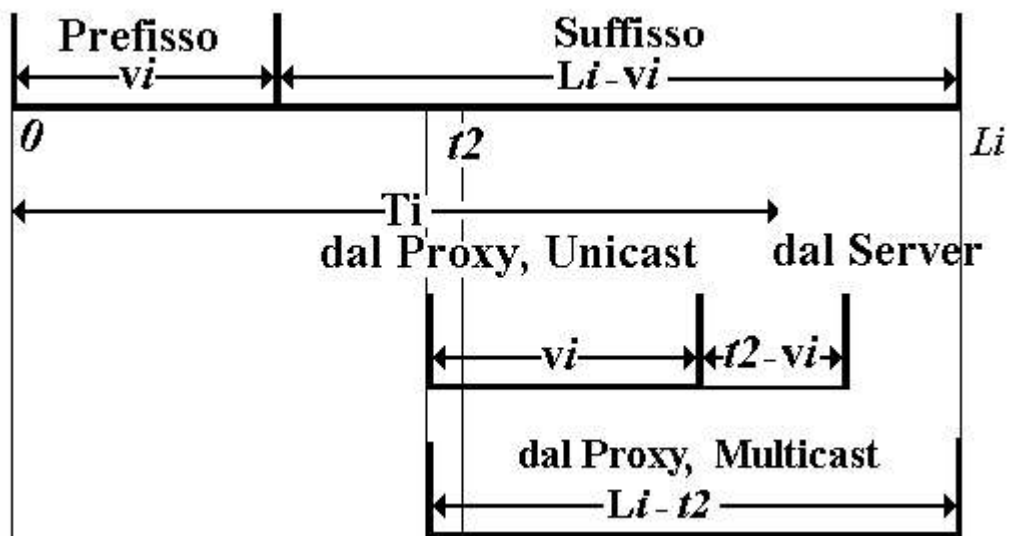 Prefisso Suffisso
vi Li - vi
0 t2 Li
Ti
dal Proxy, Unicast dal Server
vi t2 - vi
dal Proxy, Multicast
Li - t2